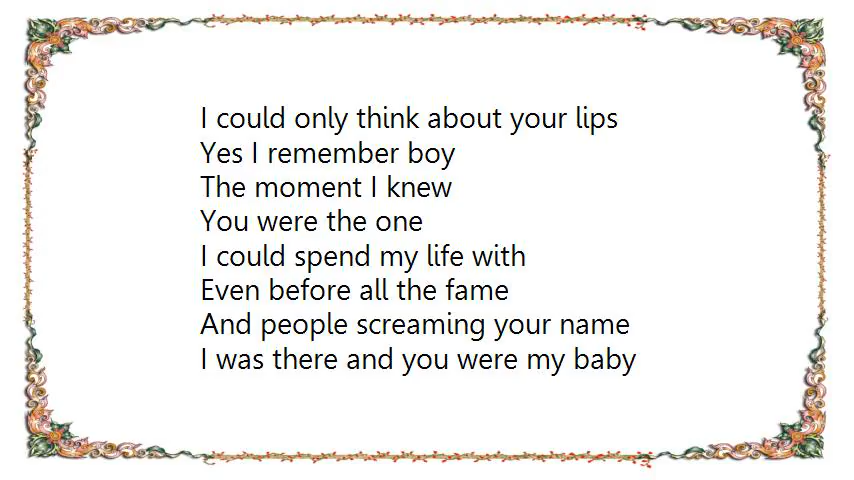 I could only think about your lips
Yes I remember boy
The moment I knew
You were the one
I could spend my life with
Even before all the fame
And people screaming your name
I was there and you were my baby